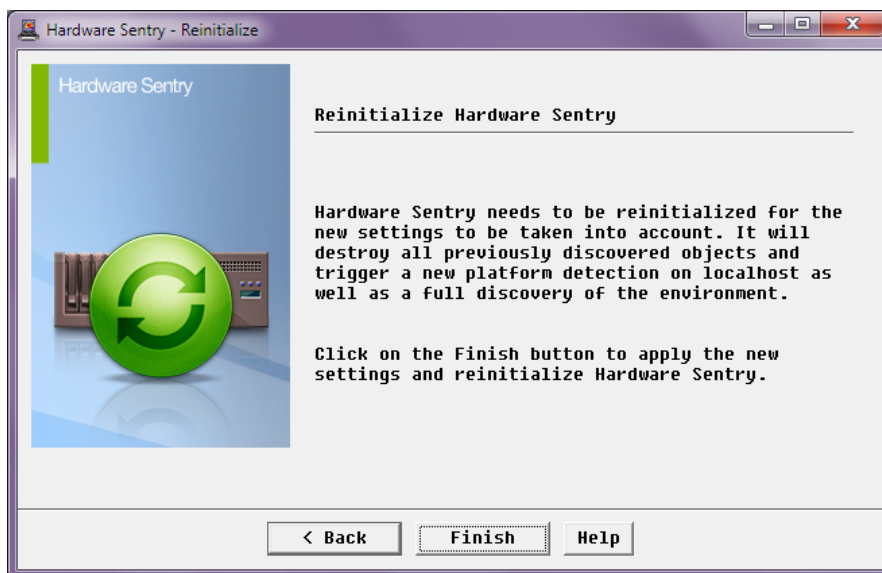 Hardware Sentry - Reinitialize
Hardware Sentry
Reinitialize Hardware Sentry
Hardware Sentry needs to be reinitialized for the
new settings to be taken into account. It will
destroy all previously discovered objects and
trigger a new platform detection on localhost as
well as a full discovery of the environment.
Click on the Finish button to apply the new
settings and reinitialize Hardware Sentry.
< Back Finish Help